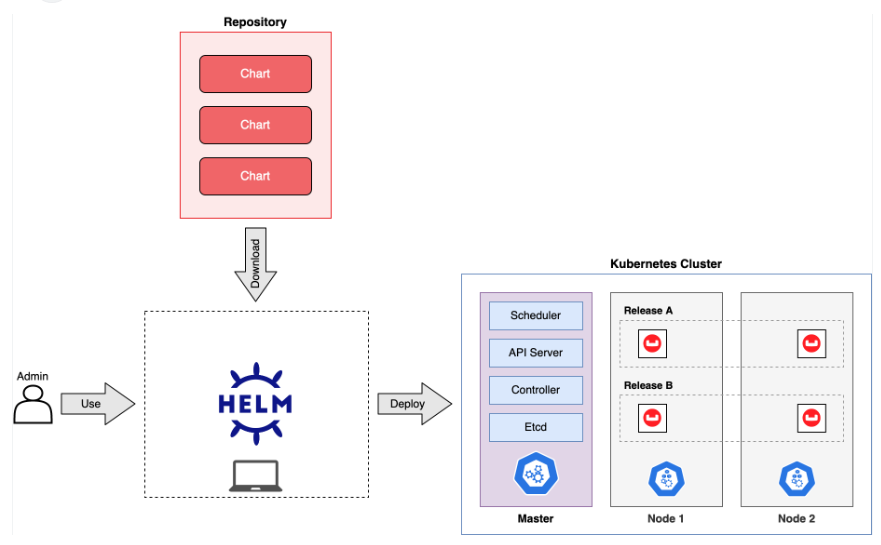 Repository
Chart
Chart
Chart
Download
Admin
Use
HELM
Deploy
Kubernetes Cluster
Scheduler
API Server
Controller
Etcd
Master
Release A
Release B
Node 1
Node 2